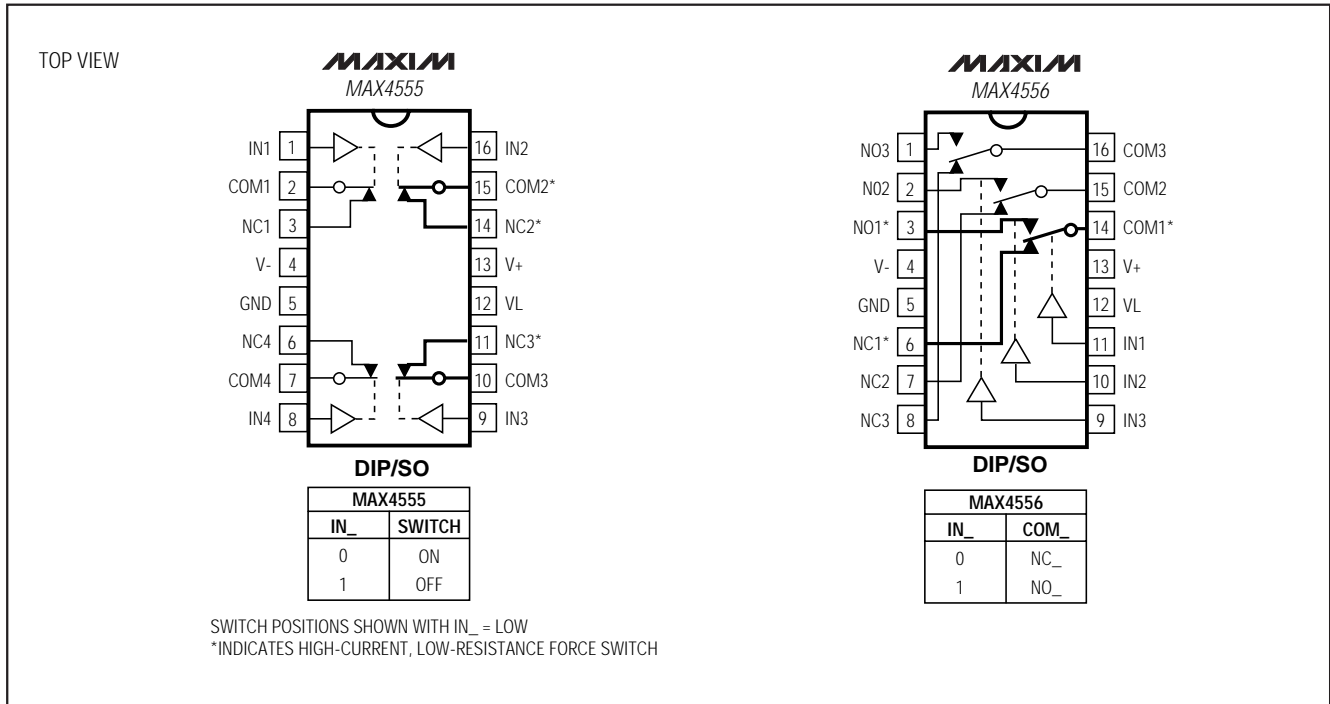 TOP VIEW
MAXIM
MAX4555
IN1 1
COM1 2
NC1 3
V- 4
GND 5
NC4 6
COM4 7
IN4 8
16 IN2
15 COM2*
14 NC2*
13 V+
12 VL
11 NC3*
10 COM3
9 IN3
DIP/SO
MAX4555
IN_ SWITCH
0 ON
1 OFF
SWITCH POSITIONS SHOWN WITH IN_ = LOW
*INDICATES HIGH-CURRENT, LOW-RESISTANCE FORCE SWITCH
MAXIM
MAX4556
NO3 1
N02 2
NO1* 3
V- 4
GND 5
NC1* 6
NC2 7
NC3 8
16 COM3
15 COM2
14 COM1*
13 V+
12 VL
11 IN1
10 IN2
9 IN3
DIP/SO
MAX4556
IN_ COM_
0 NC_
1 NO_